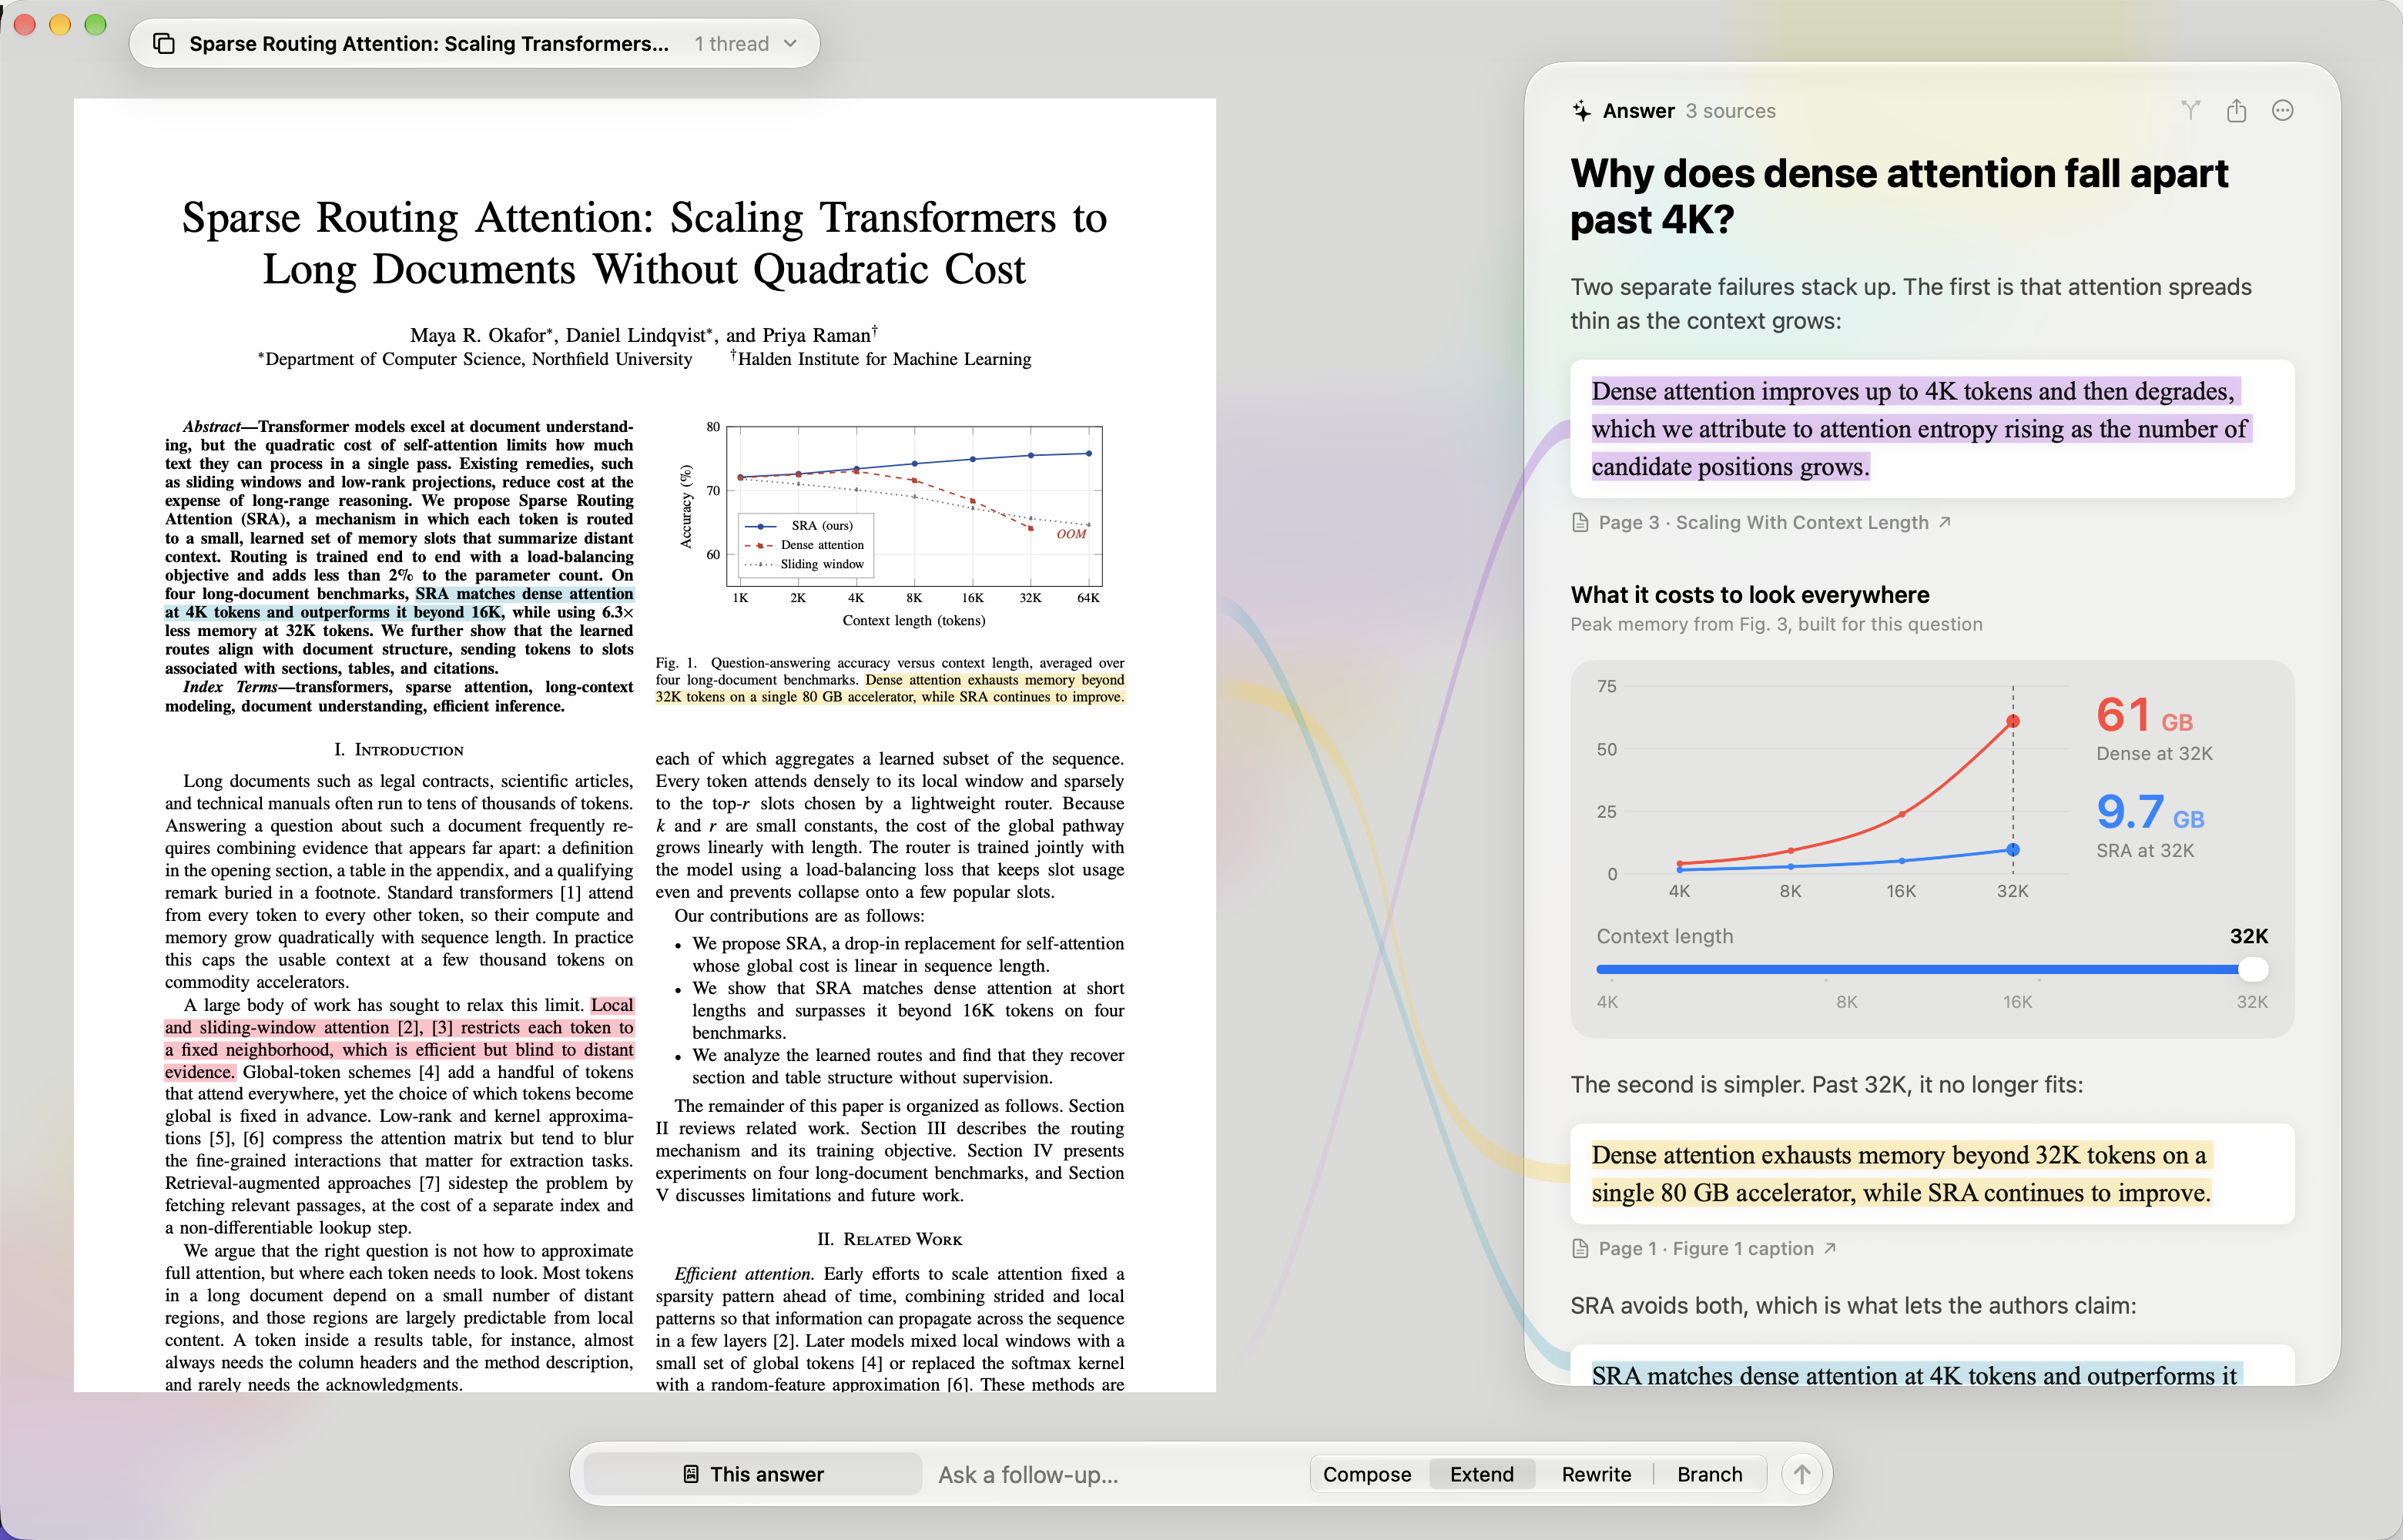 Sparse Routing Attention: Scaling Transformers...
1 thread
Sparse Routing Attention: Scaling Transformers to
Long Documents Without Quadratic Cost
Maya R. Okafor*, Daniel Lindqvist*, and Priya Raman†
*Department of Computer Science, Northfield University †Halden Institute for Machine Learning
Abstract—Transformer models excel at document understand-
ing, but the quadratic cost of self-attention limits how much
text they can process in a single pass. Existing remedies, such
as sliding windows and low-rank projections, reduce cost at the
expense of long-range reasoning. We propose Sparse Routing
Attention (SRA), a mechanism in which each token is routed
to a small, learned set of memory slots that summarize distant
context. Routing is trained end to end with a load-balancing
objective and adds less than 2% to the parameter count. On
four long-document benchmarks, SRA matches dense attention
at 4K tokens and outperforms it beyond 16K, while using 6.3×
less memory at 32K tokens. We further show that the learned
routes align with document structure, sending tokens to slots
associated with sections, tables, and citations.
Index Terms—transformers, sparse attention, long-context
modeling, document understanding, efficient inference.
I. Introduction
Long documents such as legal contracts, scientific articles,
and technical manuals often run to tens of thousands of tokens.
Answering a question about such a document frequently re-
quires combining evidence that appears far apart: a definition
in the opening section, a table in the appendix, and a qualifying
remark buried in a footnote. Standard transformers [1] attend
from every token to every other token, so their compute and
memory grow quadratically with sequence length. In practice
this caps the usable context at a few thousand tokens on
commodity accelerators.
A large body of work has sought to relax this limit. Local
and sliding-window attention [2], [3] restricts each token to
a fixed neighborhood, which is efficient but blind to distant
evidence. Global-token schemes [4] add a handful of tokens
that attend everywhere, yet the choice of which tokens become
global is fixed in advance. Low-rank and kernel approxima-
tions [5], [6] compress the attention matrix but tend to blur
the fine-grained interactions that matter for extraction tasks.
Retrieval-augmented approaches [7] sidestep the problem by
fetching relevant passages, at the cost of a separate index and
a non-differentiable lookup step.
We argue that the right question is not how to approximate
full attention, but where each token needs to look. Most tokens
in a long document depend on a small number of distant
regions, and those regions are largely predictable from local
content. A token inside a results table, for instance, almost
always needs the column headers and the method description,
and rarely needs the acknowledgments.
80
70
60
Accuracy (%)
SRA (ours)
Dense attention
Sliding window
OOM
1K 2K 4K 8K 16K 32K 64K
Context length (tokens)
Fig. 1. Question-answering accuracy versus context length, averaged over
four long-document benchmarks. Dense attention exhausts memory beyond
32K tokens on a single 80 GB accelerator, while SRA continues to improve.
each of which aggregates a learned subset of the sequence.
Every token attends densely to its local window and sparsely
to the top-r slots chosen by a lightweight router. Because
k and r are small constants, the cost of the global pathway
grows linearly with length. The router is trained jointly with
the model using a load-balancing loss that keeps slot usage
even and prevents collapse onto a few popular slots.
Our contributions are as follows:
• We propose SRA, a drop-in replacement for self-attention
whose global cost is linear in sequence length.
• We show that SRA matches dense attention at short
lengths and surpasses it beyond 16K tokens on four
benchmarks.
• We analyze the learned routes and find that they recover
section and table structure without supervision.
The remainder of this paper is organized as follows. Section
II reviews related work. Section III describes the routing
mechanism and its training objective. Section IV presents
experiments on four long-document benchmarks, and Section
V discusses limitations and future work.
II. Related Work
Efficient attention. Early efforts to scale attention fixed a
sparsity pattern ahead of time, combining strided and local
patterns so that information can propagate across the sequence
in a few layers [2]. Later models mixed local windows with a
small set of global tokens [4] or replaced the softmax kernel
with a random-feature approximation [6]. These methods are
Answer 3 sources
Why does dense attention fall apart
past 4K?
Two separate failures stack up. The first is that attention spreads
thin as the context grows:
Dense attention improves up to 4K tokens and then degrades,
which we attribute to attention entropy rising as the number of
candidate positions grows.
Page 3 · Scaling With Context Length ↗
What it costs to look everywhere
Peak memory from Fig. 3, built for this question
75
50
25
0
4K 8K 16K 32K
61 GB
Dense at 32K
9.7 GB
SRA at 32K
Context length 32K
4K 8K 16K 32K
The second is simpler. Past 32K, it no longer fits:
Dense attention exhausts memory beyond 32K tokens on a
single 80 GB accelerator, while SRA continues to improve.
Page 1 · Figure 1 caption ↗
SRA avoids both, which is what lets the authors claim:
SRA matches dense attention at 4K tokens and outperforms it
This answer
Ask a follow-up...
Compose Extend Rewrite Branch